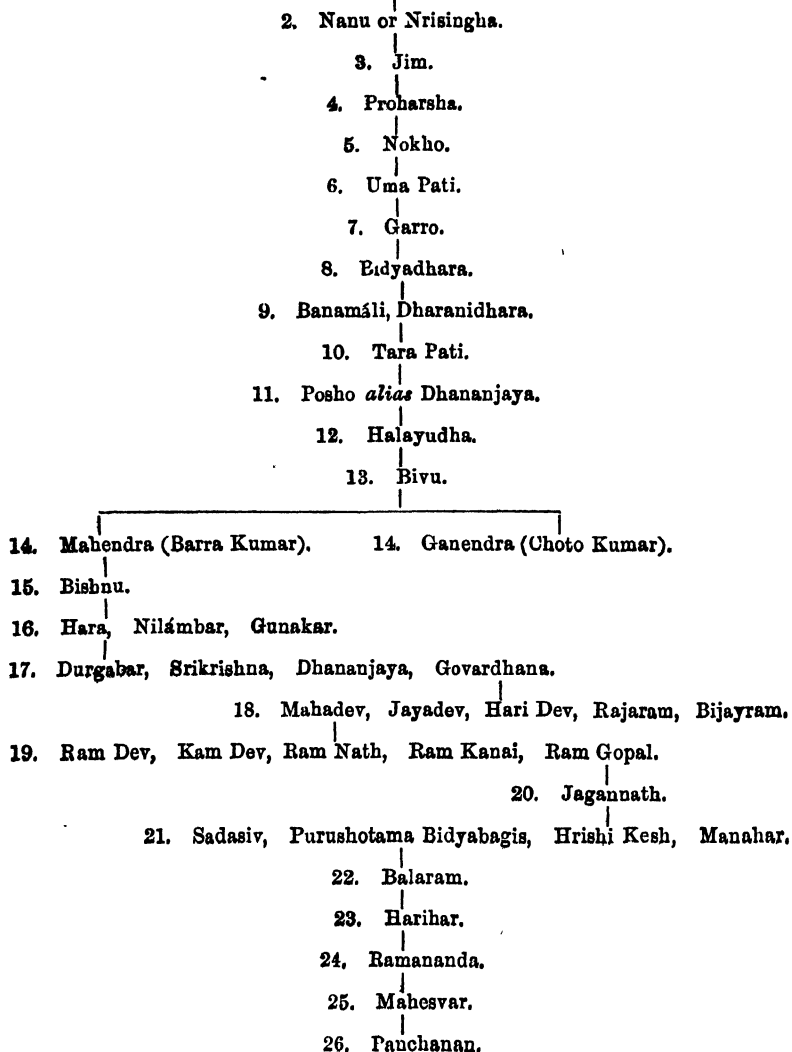 2. Nanu or Nrisingha.
3. Jim.
4. Proharsha.
5. Nokho.
6. Uma Pati.
7. Garro.
8. Bidyadhara.
9. Banamáli, Dharanidhara.
10. Tara Pati.
11. Posho alias Dhananjaya.
12. Halayudha.
13. Bivu.
14. Mahendra (Barra Kumar). 14. Ganendra (Choto Kumar).
15. Bishnu.
16. Hara, Nilámbar, Gunakar.
17. Durgabar, Srikrishna, Dhananjaya, Govardhana.
18. Mahadev, Jayadev, Hari Dev, Rajaram, Bijayram.
19. Ram Dev, Kam Dev, Ram Nath, Ram Kanai, Ram Gopal.
20. Jagannath.
21. Sadasiv, Purushotama Bidyabagis, Hrishi Kesh, Manahar.
22. Balaram.
23. Harihar.
24. Ramananda.
25. Mahesvar.
26. Panchanan.